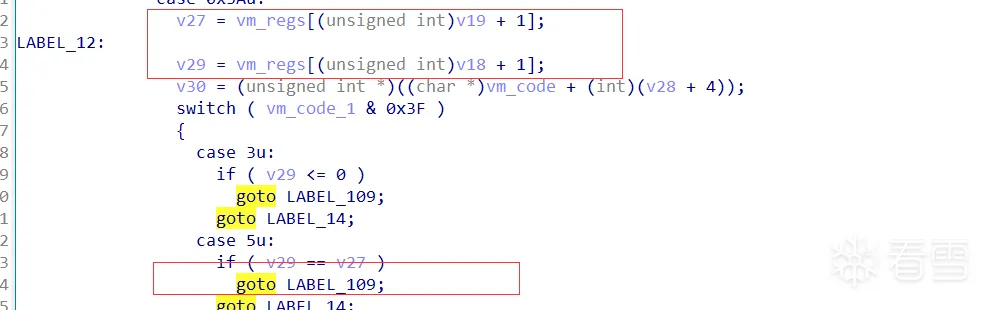 case 0x3Au:
2 v27 = vm_regs[(unsigned int)v19 + 1];
3 LABEL_12:
4 v29 = vm_regs[(unsigned int)v18 + 1];
5 v30 = (unsigned int *)((char *)vm_code + (int)(v28 + 4));
6 switch ( vm_code_1 & 0x3F )
7 {
8 case 3u:
9 if ( v29 <= 0 )
0 goto LABEL_109;
1 goto LABEL_14;
2 case 5u:
3 if ( v29 == v27 )
4 goto LABEL_109;
5 goto LABEL_14;
看雪